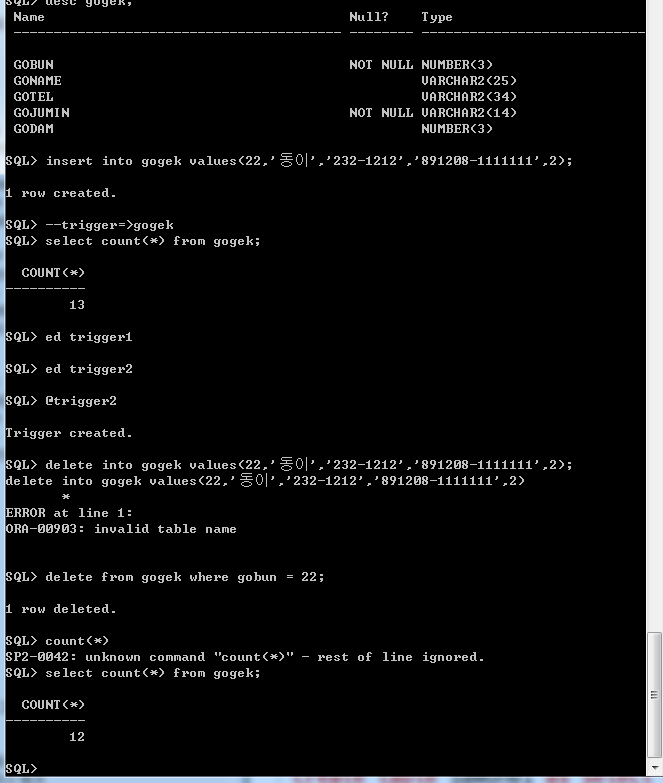 SQL> desc gogek;
Name Null? Type
----------------------------------------- -------- ----------------------------
GOBUN NOT NULL NUMBER(3)
GONAME VARCHAR2(25)
GOTEL VARCHAR2(34)
GOJUMIN NOT NULL VARCHAR2(14)
GODAM NUMBER(3)
SQL> insert into gogek values(22,'동이','232-1212','891208-1111111',2);
1 row created.
SQL> --trigger=>gogek
SQL> select count(*) from gogek;
COUNT(*)
----------
13
SQL> ed trigger1
SQL> ed trigger2
SQL> @trigger2
Trigger created.
SQL> delete into gogek values(22,'동이','232-1212','891208-1111111',2);
delete into gogek values(22,'동이','232-1212','891208-1111111',2)
*
ERROR at line 1:
ORA-00903: invalid table name
SQL> delete from gogek where gobun = 22;
1 row deleted.
SQL> count(*)
SP2-0042: unknown command "count(*)" - rest of line ignored.
SQL> select count(*) from gogek;
COUNT(*)
----------
12
SQL>